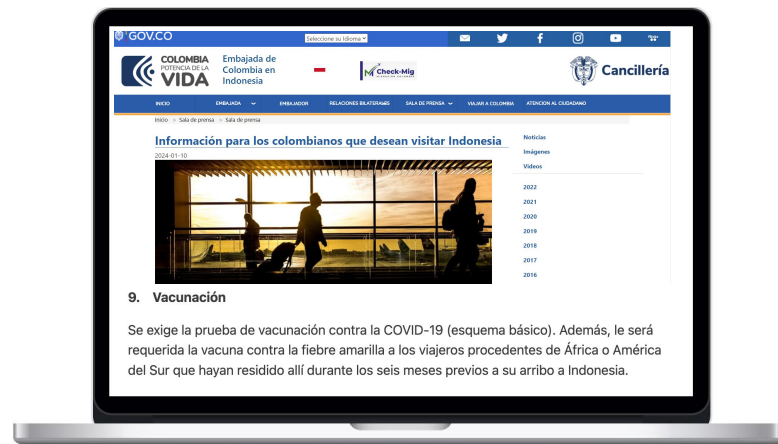 GOV.CO
Seleccione su Idioma
COLOMBIA
POTENCIA DE LA
VIDA
Embajada de
Colombia en
Indonesia
Check-Mig
Cancillería
INICIO EMBAJADA EMBAJADOR RELACIONES BILATERALES SALA DE PRENSA VIAJAR A COLOMBIA ATENCION AL CIUDADANO
Inicio » Sala de prensa » Sala de prensa
Información para los colombianos que desean visitar Indonesia
2024-01-10
Noticias
Imágenes
Videos
2022
2021
2020
2019
2018
2017
2016
9. Vacunación
Se exige la prueba de vacunación contra la COVID-19 (esquema básico). Además, le será
requerida la vacuna contra la fiebre amarilla a los viajeros procedentes de África o América
del Sur que hayan residido allí durante los seis meses previos a su arribo a Indonesia.